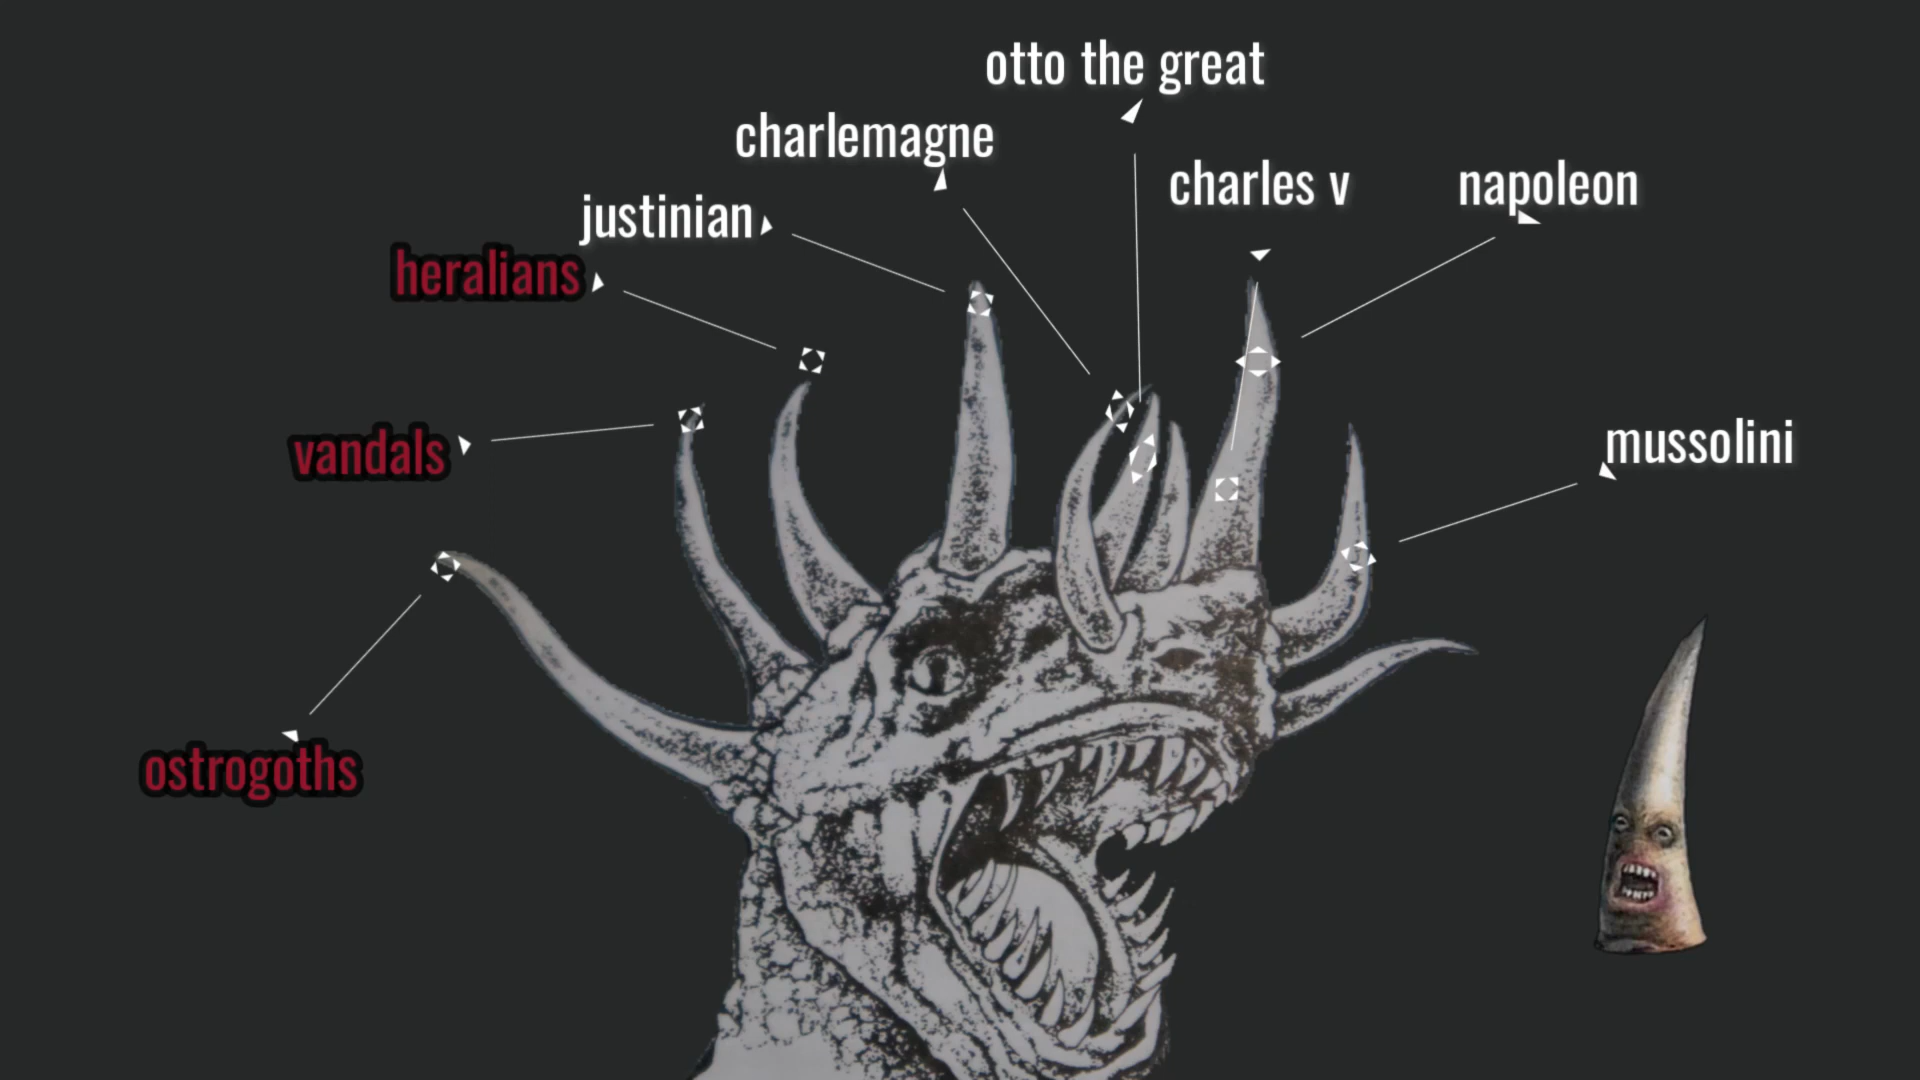 otto the great
charlemagne
charles v
napoleon
justinian
heralians
vandals
mussolini
ostrogoths